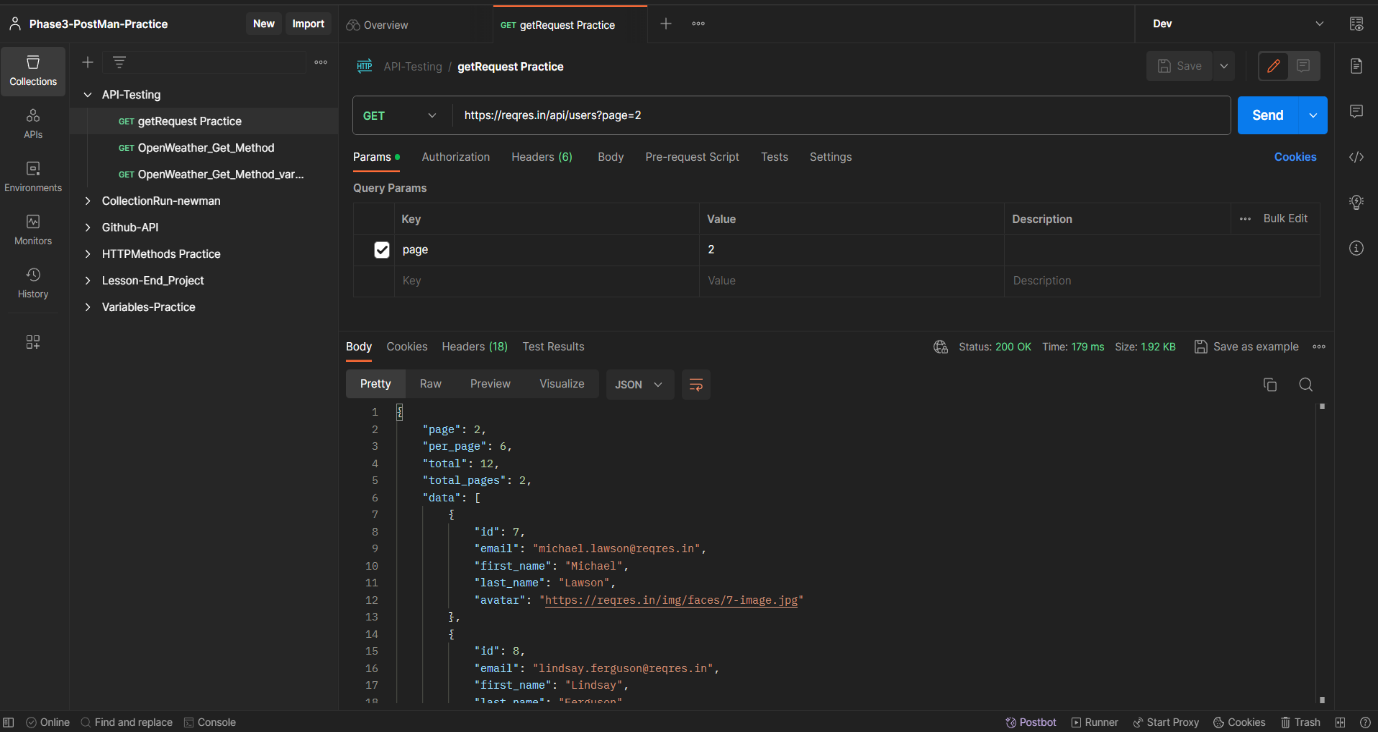 Phase3-PostMan-Practice New Import
Overview GET getRequest Practice Dev
Collections
APIs
Environments
Monitors
History
API-Testing
GET getRequest Practice
GET OpenWeather_Get_Method
GET OpenWeather_Get_Method_var...
CollectionRun-newman
Github-API
HTTPMethods Practice
Lesson-End_Project
Variables-Practice
HTTP API-Testing / getRequest Practice Save
GET https://reqres.in/api/users?page=2 Send
Params Authorization Headers (6) Body Pre-request Script Tests Settings Cookies
Query Params
Key Value Description Bulk Edit
page 2
Key Value Description
Body Cookies Headers (18) Test Results Status: 200 OK Time: 179 ms Size: 1.92 KB Save as example
Pretty Raw Preview Visualize JSON
1 {
2 "page": 2,
3 "per_page": 6,
4 "total": 12,
5 "total_pages": 2,
6 "data": [
7 {
8 "id": 7,
9 "email": "michael.lawson@reqres.in",
10 "first_name": "Michael",
11 "last_name": "Lawson",
12 "avatar": "https://reqres.in/img/faces/7-image.jpg"
13 },
14 {
15 "id": 8,
16 "email": "lindsay.ferguson@reqres.in",
17 "first_name": "Lindsay",
18 "last_name": "Ferguson",
Online Find and replace Console Postbot Runner Start Proxy Cookies Trash